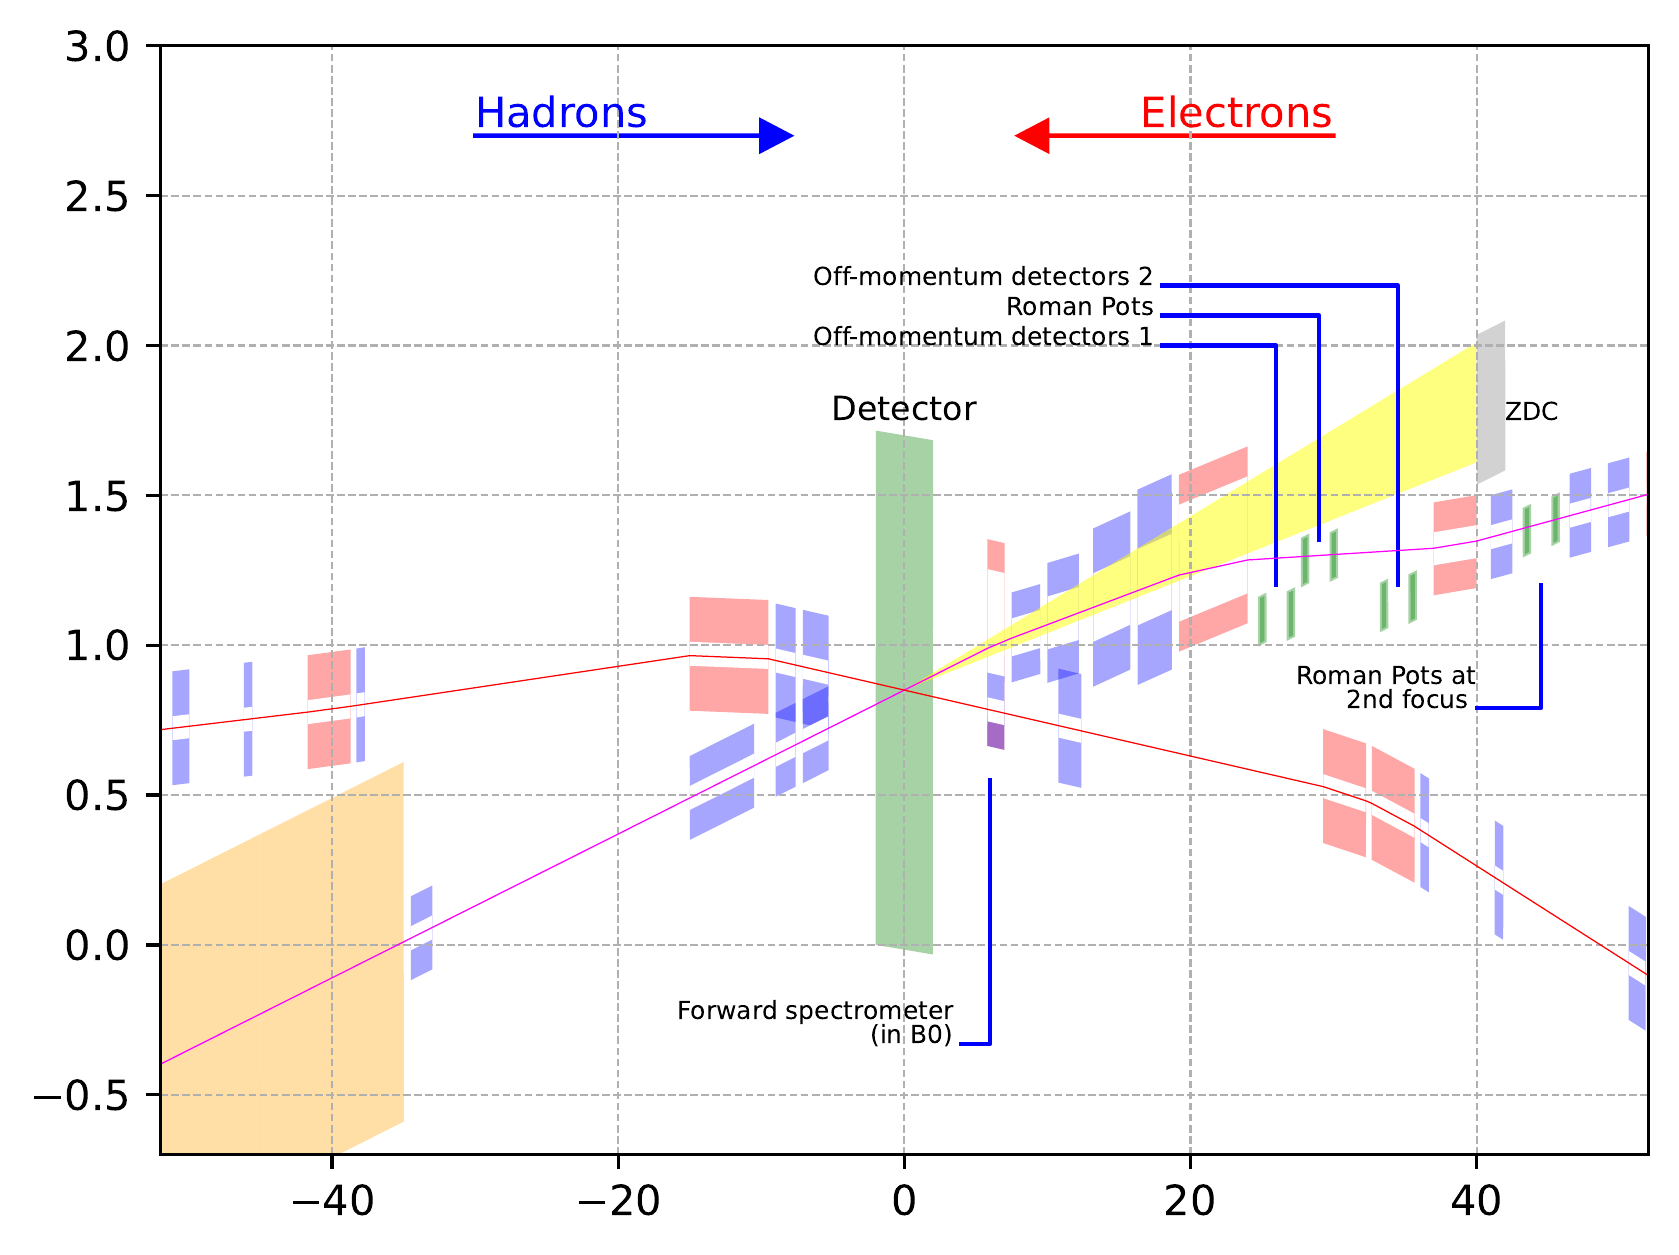 3.0
Hadrons
Electrons
2.5
Off-momentum detectors 2
Roman Pots
Off-momentum detectors 1
2.0
Detector
ZDC
1.5
1.0
Roman Pots at
2nd focus
0.5
0.0
Forward spectrometer
(in B0)
−0.5
−40
−20
0
20
40